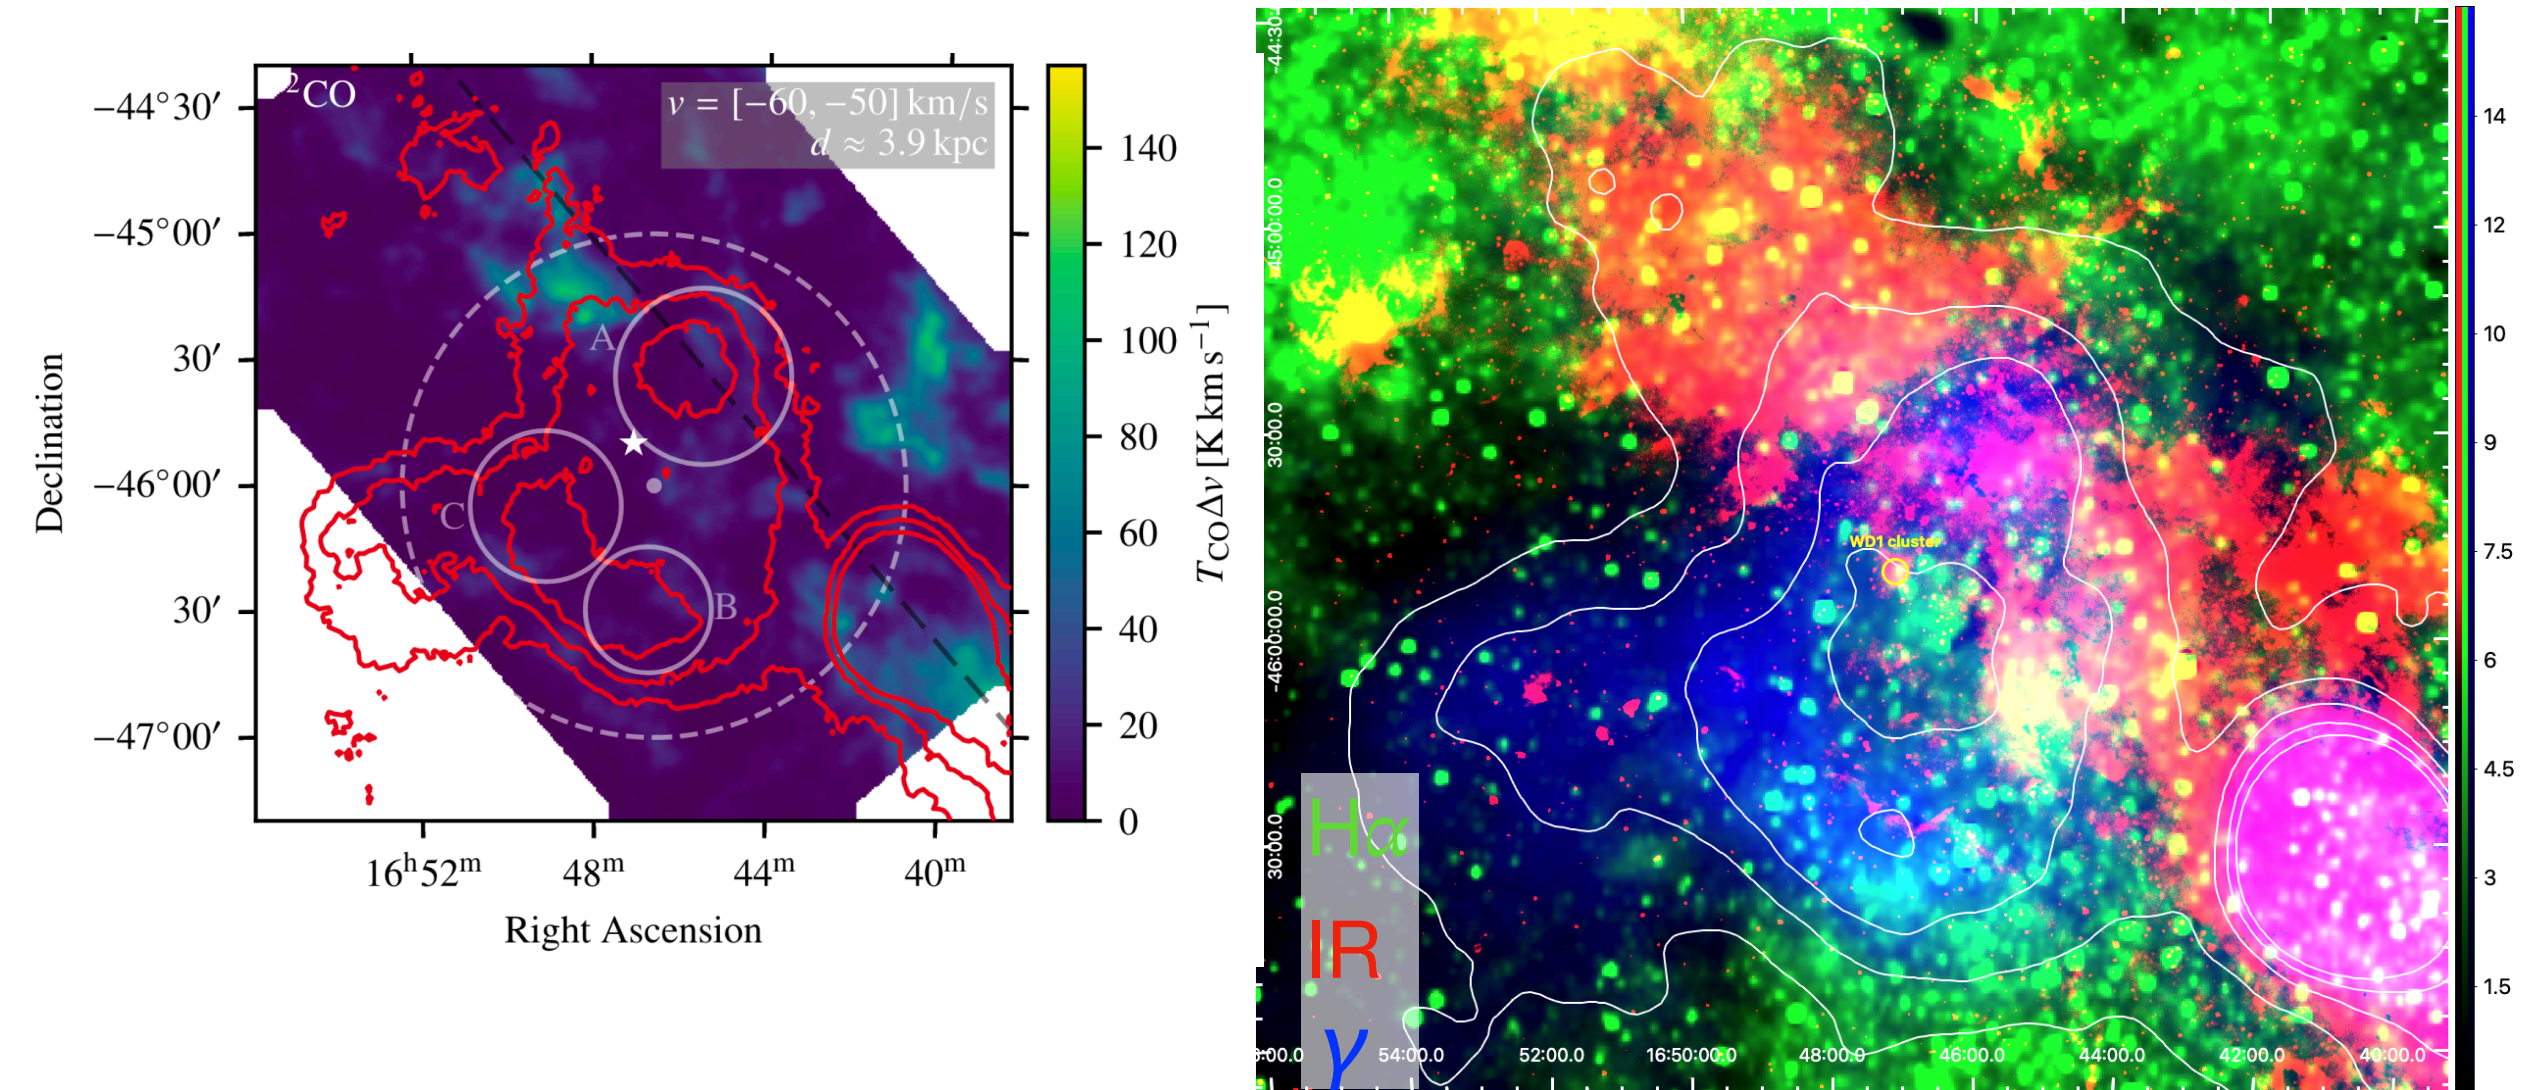 ²CO
v = [−60, −50] km/s
d ≈ 3.9 kpc
A
B
C
−44°30′
−45°00′
30′
−46°00′
30′
−47°00′
Declination
16ʰ52ᵐ
48ᵐ
44ᵐ
40ᵐ
Right Ascension
140
120
100
80
60
40
20
0
T_CO Δv [K km s⁻¹]
-44:30:
-45:00:00.0
30:00.0
-46:00:00.0
30:00.0
WD1 cluster
Hα
IR
γ
54:00.0
52:00.0
16:50:00.0
48:00.0
46:00.0
44:00.0
42:00.0
40:00.0
14
12
10
9
7.5
6
4.5
3
1.5